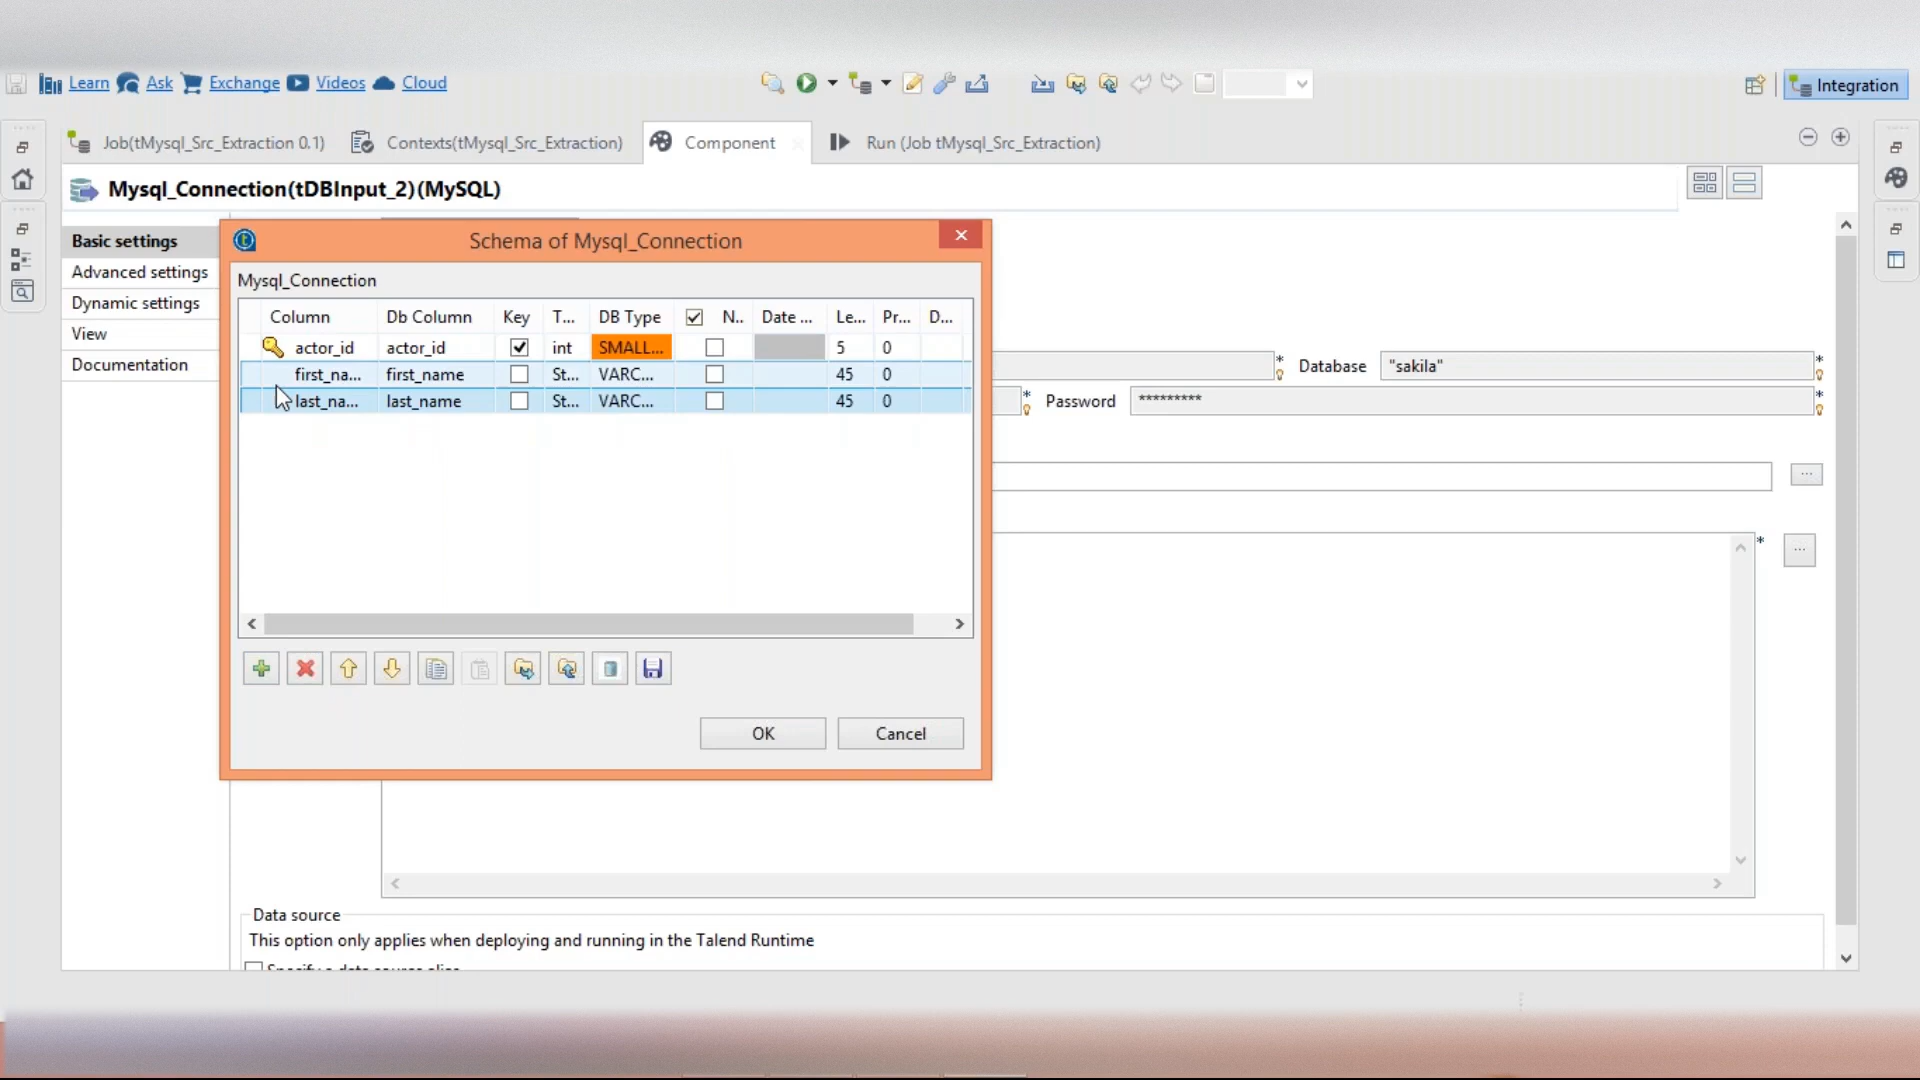 Learn Ask Exchange Videos Cloud
Integration
Job(tMysql_Src_Extraction 0.1) Contexts(tMysql_Src_Extraction) Component Run (Job tMysql_Src_Extraction)
Mysql_Connection(tDBInput_2)(MySQL)
Basic settings
Advanced settings
Dynamic settings
View
Documentation
Schema of Mysql_Connection
Mysql_Connection
Column Db Column Key T... DB Type N.. Date ... Le... Pr... D...
actor_id actor_id int SMALL... 5 0
first_na... first_name St... VARC... 45 0
last_na... last_name St... VARC... 45 0
OK Cancel
* Database "sakila" *
* Password ********* *
...
* ...
Data source
This option only applies when deploying and running in the Talend Runtime